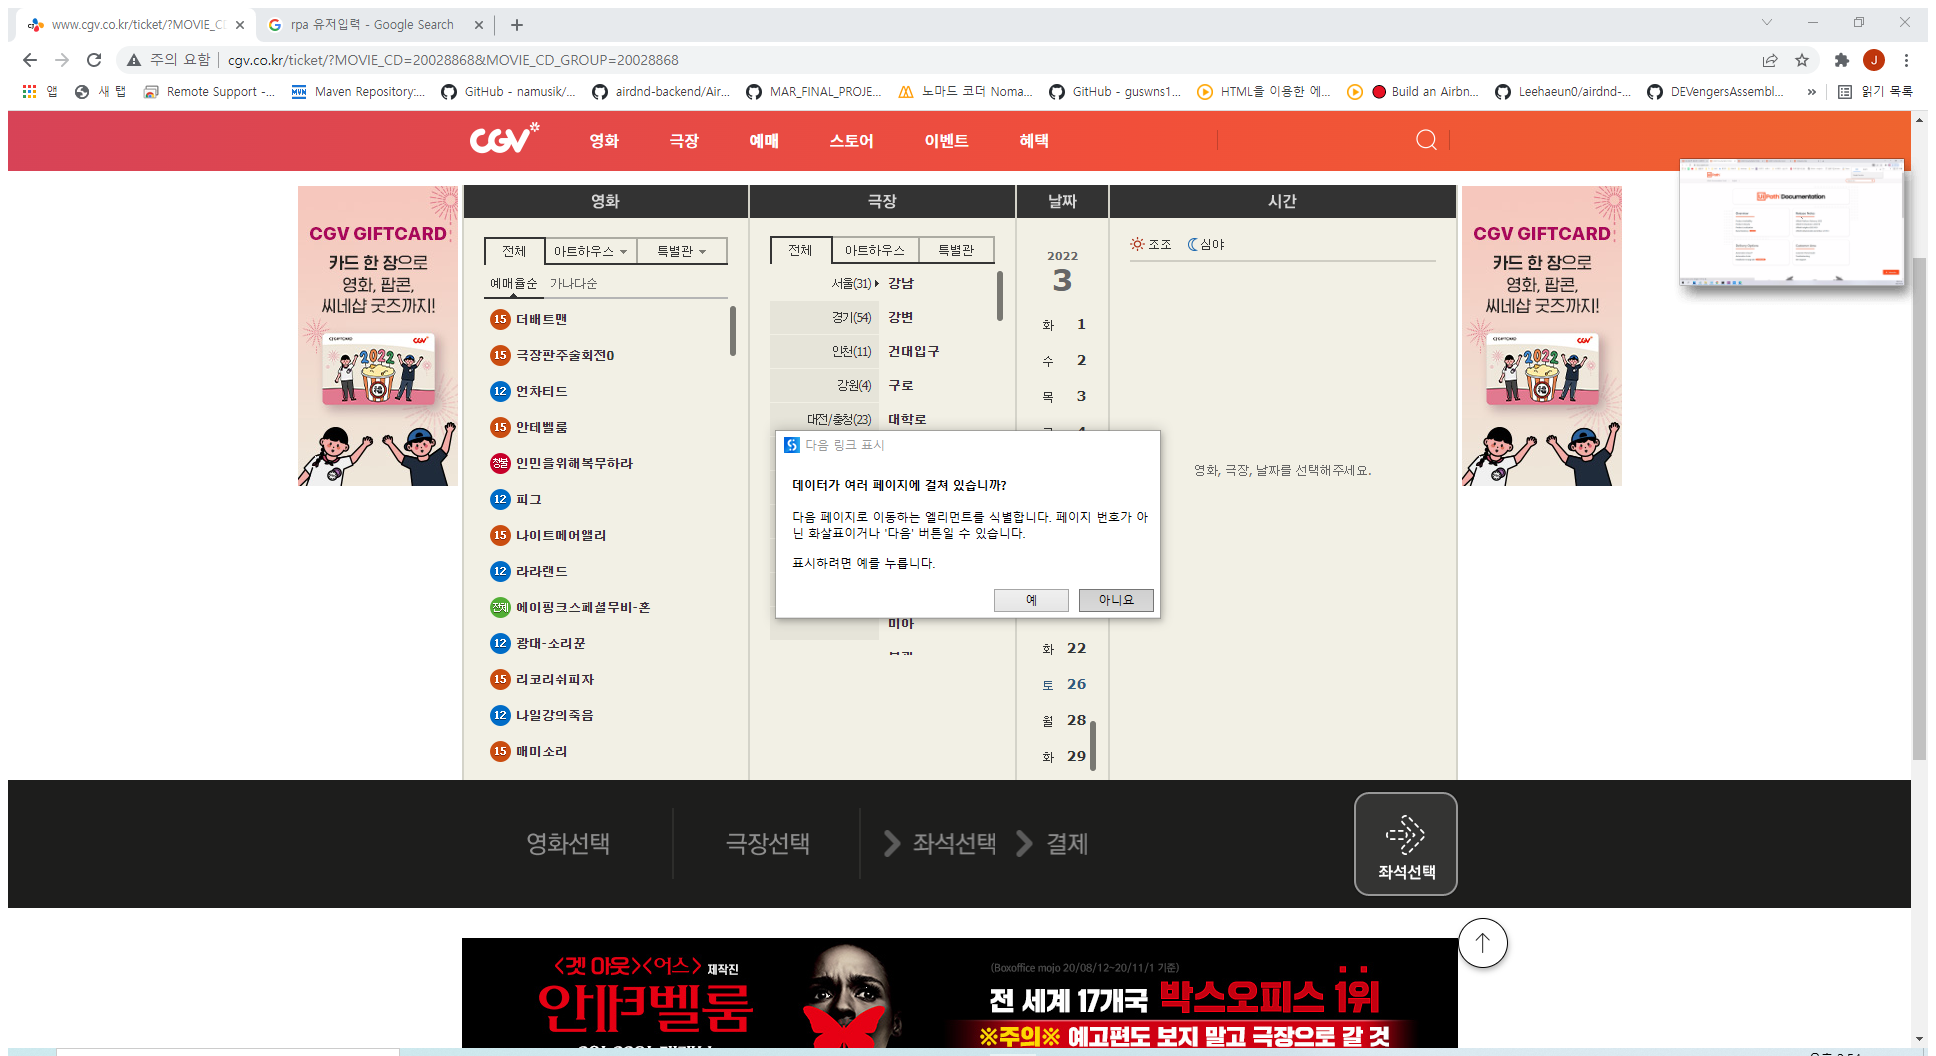 www.cgv.co.kr/ticket/?MOVIE_CD
rpa 유저입력 - Google Search
주의 요함
cgv.co.kr/ticket/?MOVIE_CD=20028868&MOVIE_CD_GROUP=20028868
J
앱
새 탭
Remote Support -...
Maven Repository:...
GitHub - namusik/...
airdnd-backend/Air...
MAR_FINAL_PROJE...
노마드 코더 Noma...
GitHub - guswns1...
HTML을 이용한 에...
Build an Airbn...
Leehaeun0/airdnd-...
DEVengersAssembl...
»
읽기 목록
CGV
영화
극장
예매
스토어
이벤트
혜택
Path Documentation
CGV GIFTCARD
카드 한 장으로
영화, 팝콘,
씨네샵 굿즈까지!
2022
CGV
영화
전체
아트하우스
특별관
예매율순
가나다순
15 더배트맨
15 극장판주술회전0
12 언차티드
15 안테벨룸
청불 인민을위해복무하라
12 피그
15 나이트메어앨리
12 라라랜드
전체 에이핑크스페셜무비-혼
12 광대-소리꾼
15 리코리쉬피자
12 나일강의죽음
15 매미소리
극장
전체
아트하우스
특별관
서울(31)
경기(54)
인천(11)
강원(4)
대전/충청(23)
강남
강변
건대입구
구로
대학로
미아
날짜
2022
3
화 1
수 2
목 3
화 22
토 26
월 28
화 29
시간
조조
심야
영화, 극장, 날짜를 선택해주세요.
다음 링크 표시
데이터가 여러 페이지에 걸쳐 있습니까?
다음 페이지로 이동하는 엘리먼트를 식별합니다. 페이지 번호가 아
닌 화살표이거나 '다음' 버튼일 수 있습니다.
표시하려면 예를 누릅니다.
예
아니요
CGV GIFTCARD
카드 한 장으로
영화, 팝콘,
씨네샵 굿즈까지!
2022
CGV
영화선택
극장선택
좌석선택
결제
좌석선택
<겟 아웃><어스> 제작진
안테벨룸
(Boxoffice mojo 20/08/12~20/11/1 기준)
전 세계 17개국 박스오피스 1위
※주의※ 예고편도 보지 말고 극장으로 갈 것